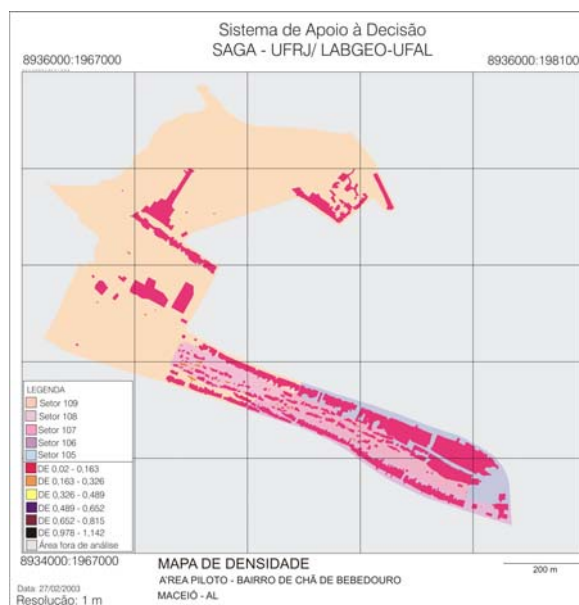 Sistema de Apoio à Decisão
SAGA - UFRJ/ LABGEO-UFAL
8936000:1967000
8936000:198100
LEGENDA
Setor 109
Setor 108
Setor 107
Setor 106
Setor 105
DE 0,02 - 0,163
DE 0,163 - 0,326
DE 0,326 - 0,489
DE 0,489 - 0,652
DE 0,652 - 0,815
DE 0,978 - 1,142
Área fora de análise
8934000:1967000
MAPA DE DENSIDADE
200 m
A'REA PILOTO - BAIRRO DE CHÃ DE BEBEDOURO
Data: 27/02/2003
Resolução: 1 m
MACEIÓ - AL